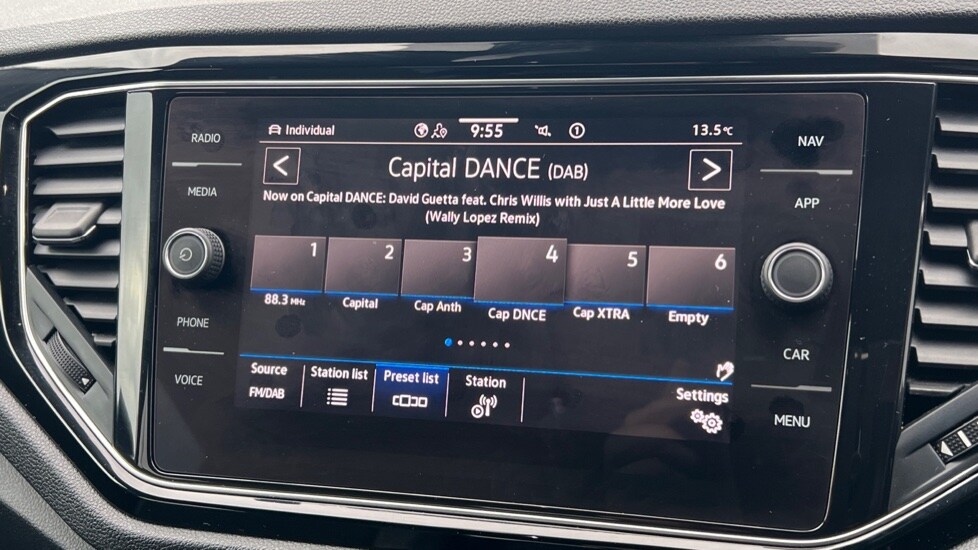 RADIO
MEDIA
PHONE
VOICE
Individual
9:55
1
13.5°C
<
Capital DANCE (DAB)
>
Now on Capital DANCE: David Guetta feat. Chris Willis with Just A Little More Love
(Wally Lopez Remix)
1
2
3
4
5
6
88.3 MHz
Capital
Cap Anth
Cap DNCE
Cap XTRA
Empty
Source
FM/DAB
Station list
Preset list
Station
Settings
NAV
APP
CAR
MENU